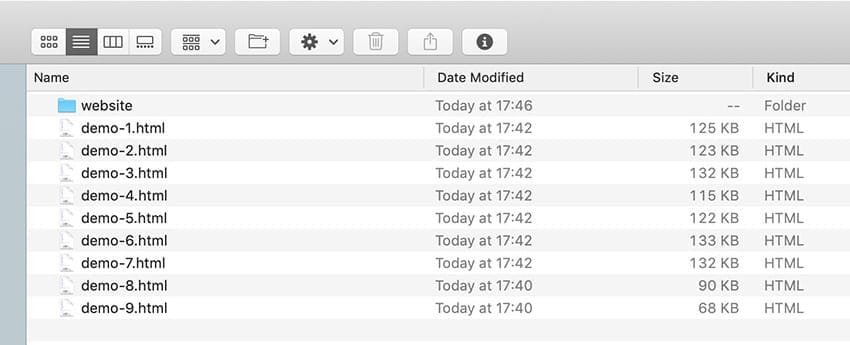 Name Date Modified Size Kind
website Today at 17:46 -- Folder
demo-1.html Today at 17:42 125 KB HTML
demo-2.html Today at 17:42 123 KB HTML
demo-3.html Today at 17:42 132 KB HTML
demo-4.html Today at 17:42 115 KB HTML
demo-5.html Today at 17:42 122 KB HTML
demo-6.html Today at 17:42 133 KB HTML
demo-7.html Today at 17:42 132 KB HTML
demo-8.html Today at 17:40 90 KB HTML
demo-9.html Today at 17:40 68 KB HTML